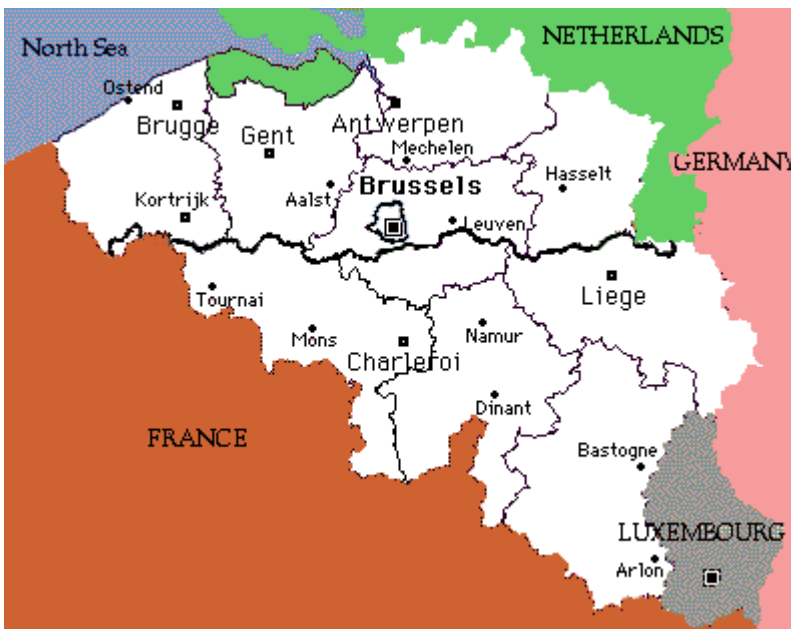 NETHERLANDS
North Sea
Ostend
Brugge
Gent
Antwerpen
Mechelen
GERMANY
Hasselt
Brussels
Aalst
Kortrijk
Leuven
Liege
Tournai
Mons
Namur
Charleroi
Dinant
FRANCE
Bastogne
LUXEMBOURG
Arlon